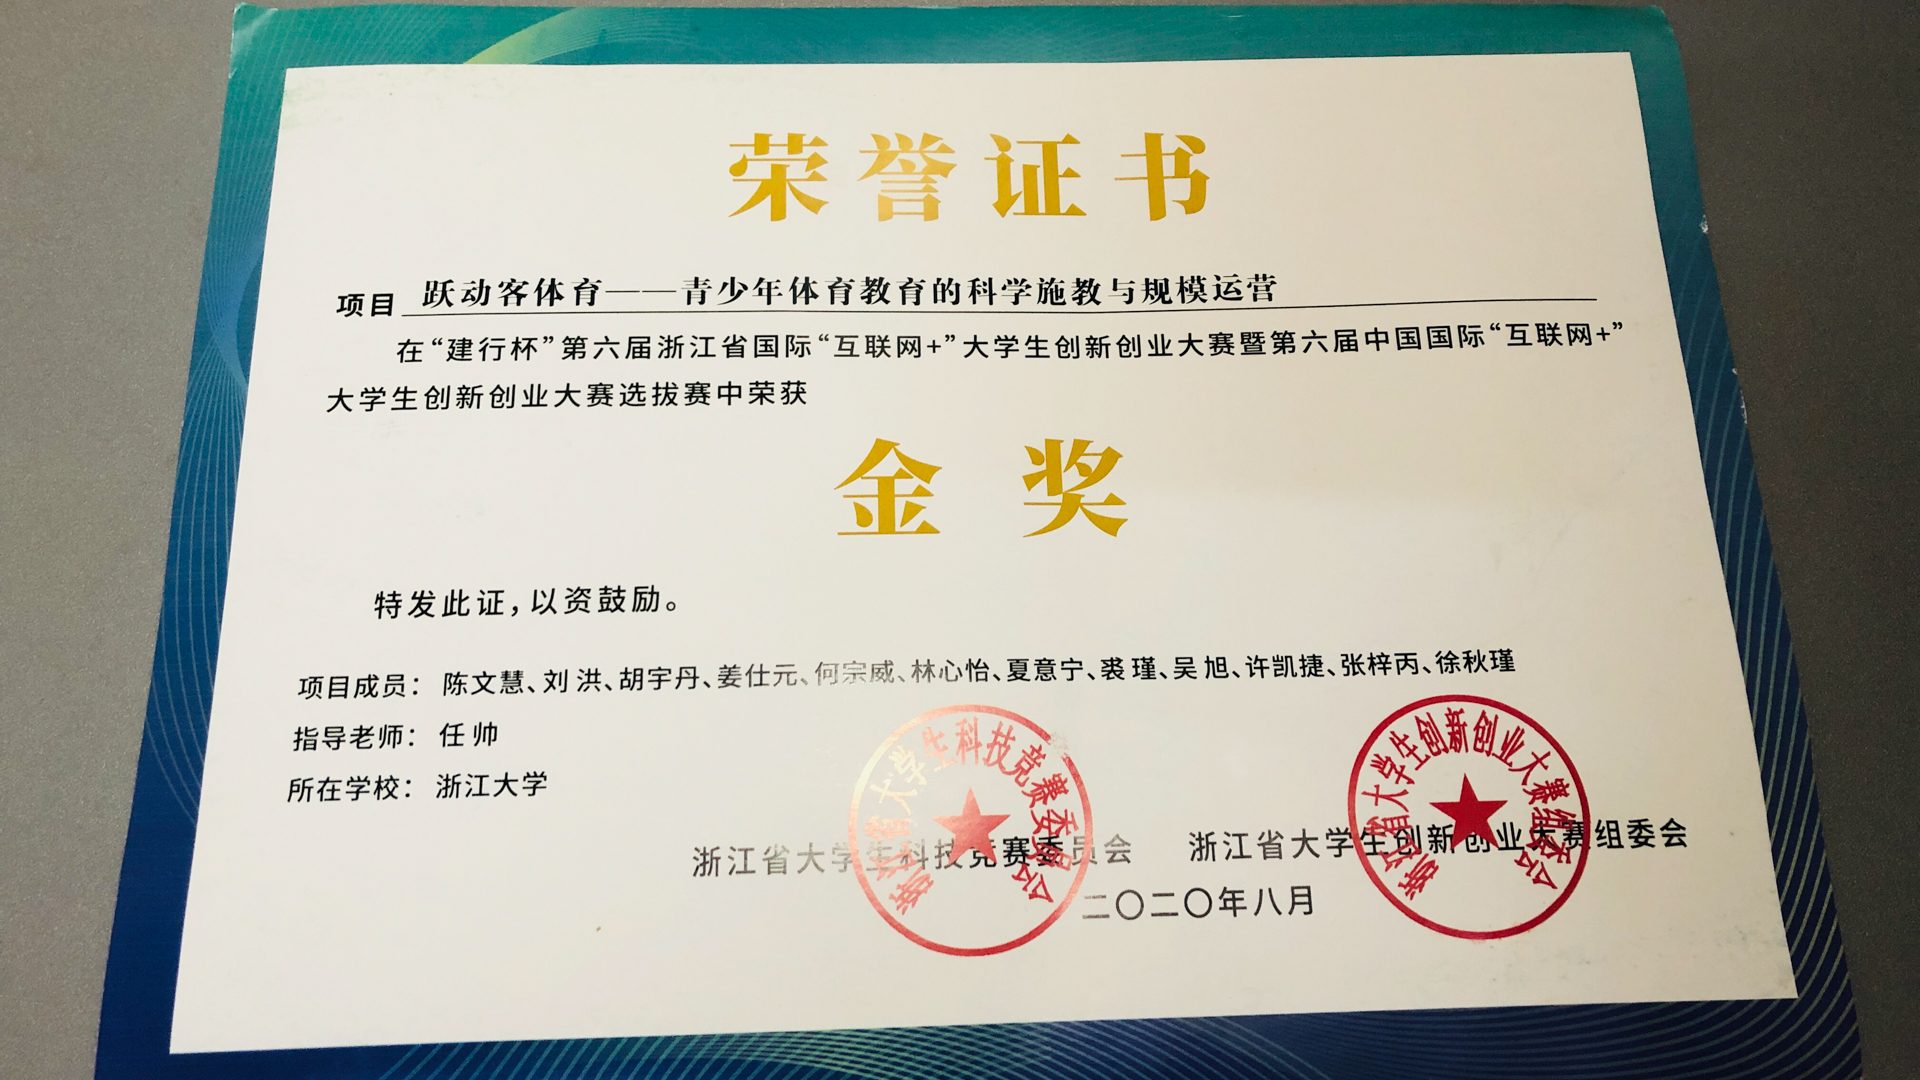 荣誉证书
项目 跃动客体育——青少年体育教育的科学施教与规模运营
在“建行杯”第六届浙江省国际“互联网+”大学生创新创业大赛暨第六届中国国际“互联网+”
大学生创新创业大赛选拔赛中荣获
金奖
特发此证,以资鼓励。
项目成员: 陈文慧、刘 洪、胡宇丹、姜仕元、何宗威、林心怡、夏意宁、裘 瑾、吴 旭、许凯捷、张梓丙、徐秋瑾
指导老师: 任 帅
所在学校: 浙江大学
浙江省大学生科技竞赛委员会 浙江省大学生创新创业大赛组委会
二〇二〇年八月
浙江省大学生科技竞赛委员会
浙江省大学生创新创业大赛组委会